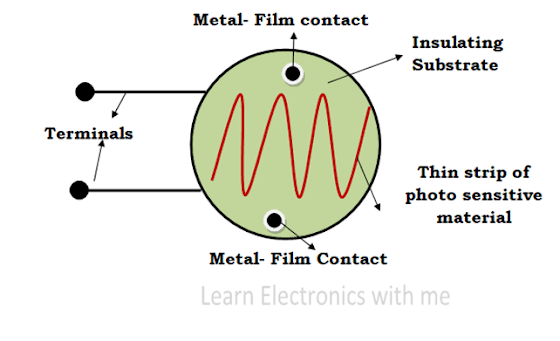 Metal- Film contact
Insulating
Substrate
Terminals
Thin strip of
photo sensitive
material
Metal- Film Contact
Learn Electronics with me